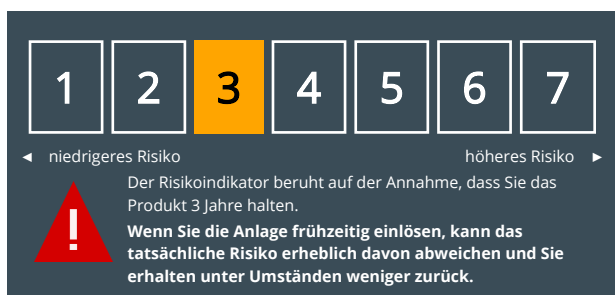 1 2 3 4 5 6 7
◄ niedrigeres Risiko höheres Risiko ►
Der Risikoindikator beruht auf der Annahme, dass Sie das
Produkt 3 Jahre halten.
!
Wenn Sie die Anlage frühzeitig einlösen, kann das
tatsächliche Risiko erheblich davon abweichen und Sie
erhalten unter Umständen weniger zurück.